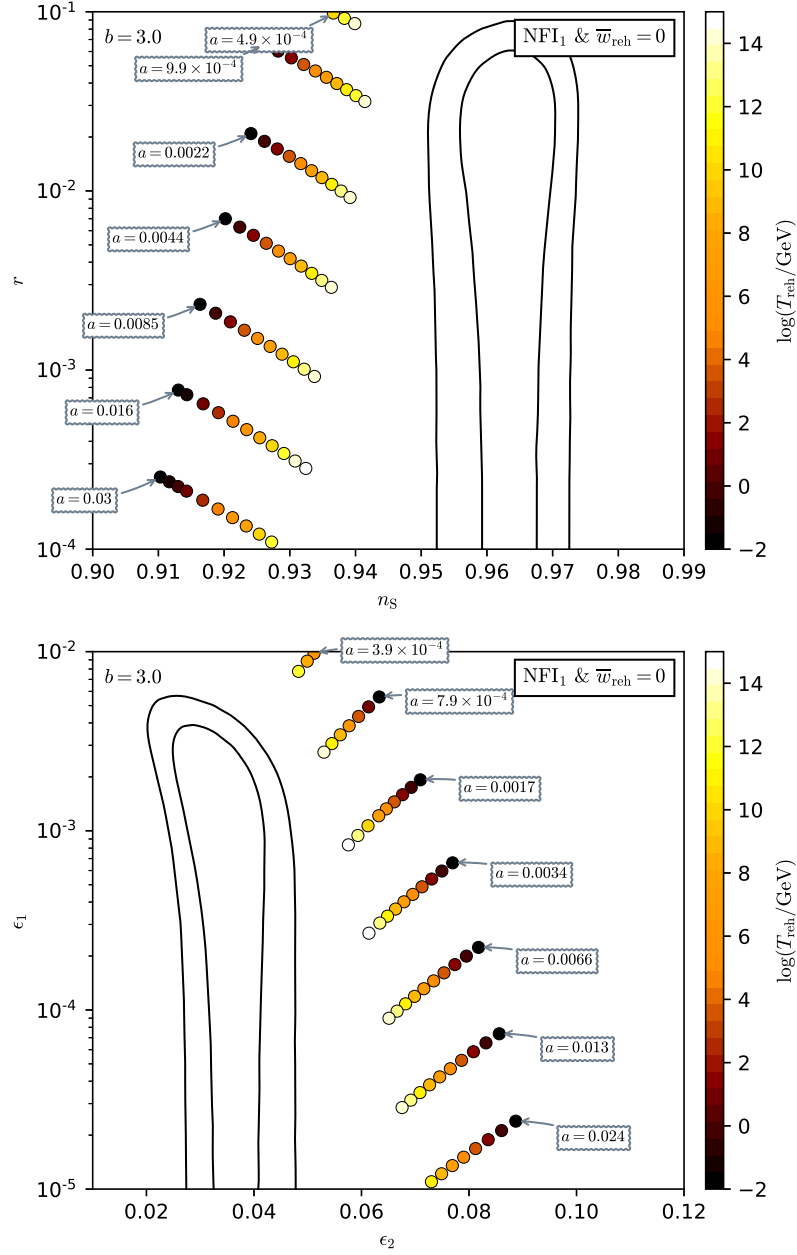 b = 3.0
NFI₁ & w̅_reh = 0
a = 4.9 × 10⁻⁴
a = 9.9 × 10⁻⁴
a = 0.0022
a = 0.0044
a = 0.0085
a = 0.016
a = 0.03
10⁻¹
10⁻²
10⁻³
10⁻⁴
r
0.90 0.91 0.92 0.93 0.94 0.95 0.96 0.97 0.98 0.99
n_S
14
12
10
8
6
4
2
0
−2
log(T_reh/GeV)
b = 3.0
NFI₁ & w̅_reh = 0
a = 3.9 × 10⁻⁴
a = 7.9 × 10⁻⁴
a = 0.0017
a = 0.0034
a = 0.0066
a = 0.013
a = 0.024
10⁻²
10⁻³
10⁻⁴
10⁻⁵
ϵ₁
0.02 0.04 0.06 0.08 0.10 0.12
ϵ₂
14
12
10
8
6
4
2
0
−2
log(T_reh/GeV)